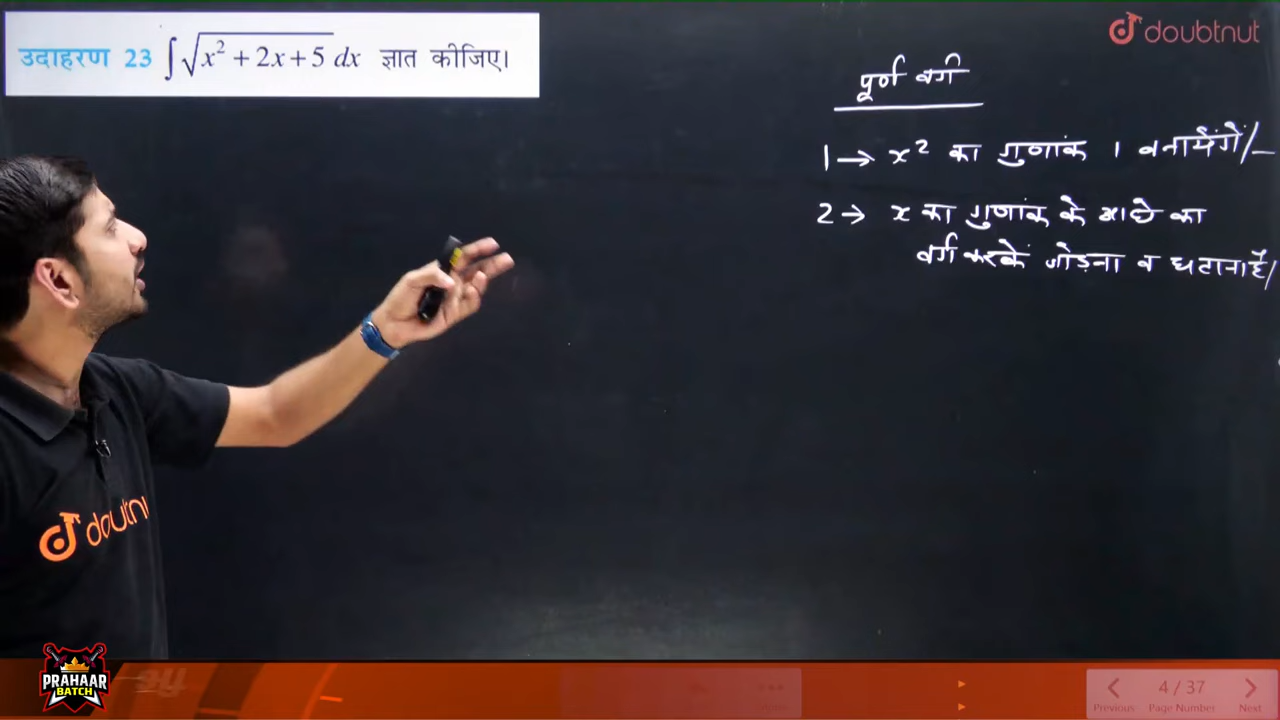 उदाहरण 23 ∫√x² + 2x + 5 dx ज्ञात कीजिए।
doubtnut
पूर्ण वर्ग
1 → x² का गुणांक 1 बनायेंगें/-
2 → x का गुणांक के आधे का
वर्ग करकें जोड़ना व घटाना हैं/
doubtnu
PRAHAAR
BATCH
4 / 37
Previous Page Number Next